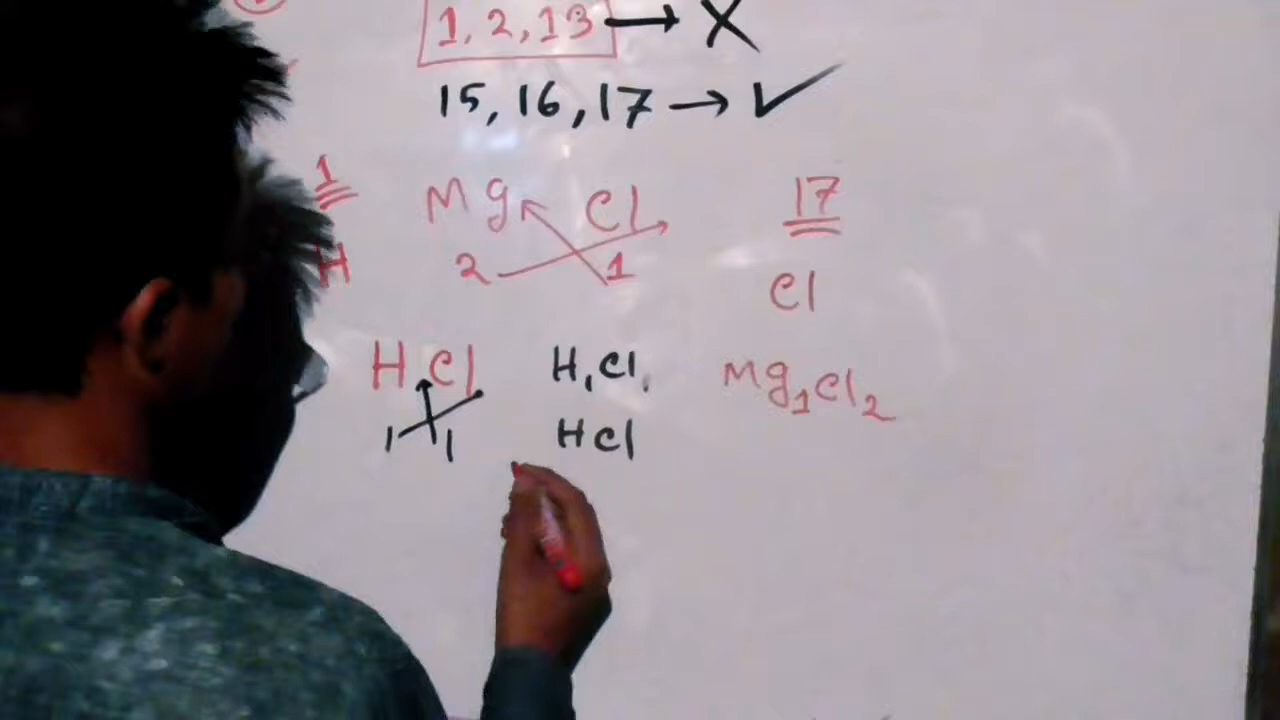 1, 2, 13 → X
15, 16, 17 → ✓
1 Mg Cl 17
H 2 1 Cl
H Cl H₁Cl₁ Mg₁Cl₂
1 1 HCl